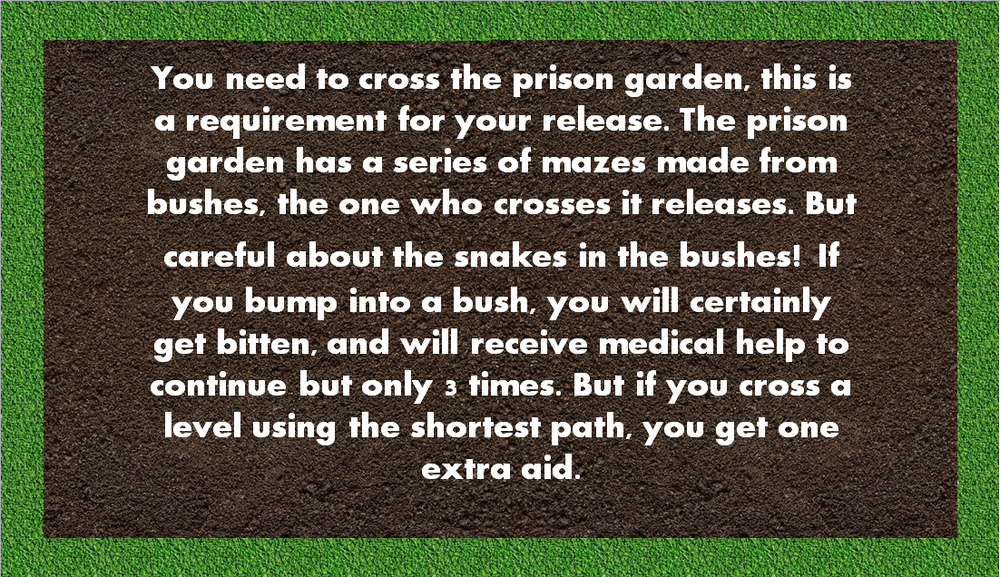 You need to cross the prison garden, this is
a requirement for your release. The prison
garden has a series of mazes made from
bushes, the one who crosses it releases. But
careful about the snakes in the bushes! If
you bump into a bush, you will certainly
get bitten, and will receive medical help to
continue but only 3 times. But if you cross a
level using the shortest path, you get one
extra aid.